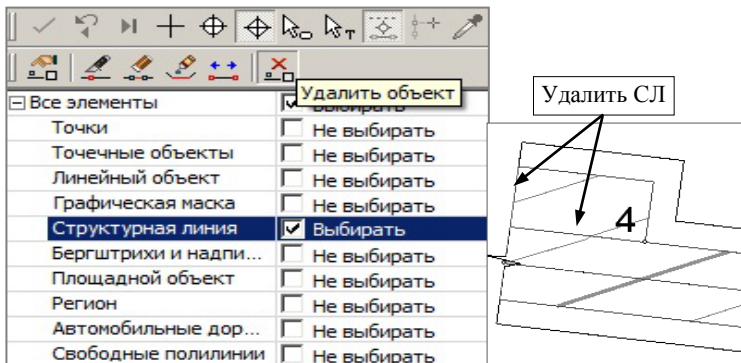 Удалить объект
Все элементы Выбирать
Точки Не выбирать
Точечные объекты Не выбирать
Линейный объект Не выбирать
Графическая маска Не выбирать
Структурная линия Выбирать
Бергштрихи и надпи... Не выбирать
Площадной объект Не выбирать
Регион Не выбирать
Автомобильные дор... Не выбирать
Свободные полилинии Не выбирать
Удалить СЛ
4